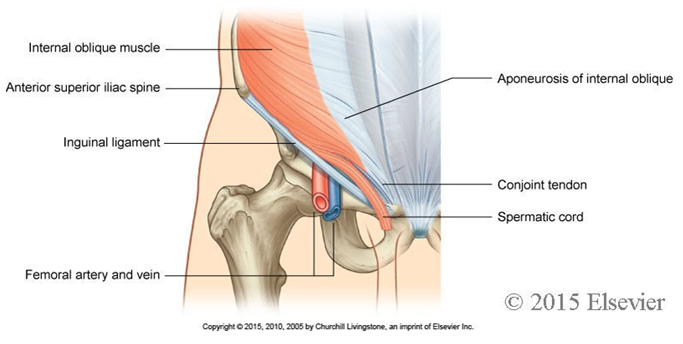 Internal oblique muscle
Anterior superior iliac spine
Inguinal ligament
Femoral artery and vein
Aponeurosis of internal oblique
Conjoint tendon
Spermatic cord
© 2015 Elsevier
Copyright © 2015, 2010, 2005 by Churchill Livingstone, an imprint of Elsevier Inc.